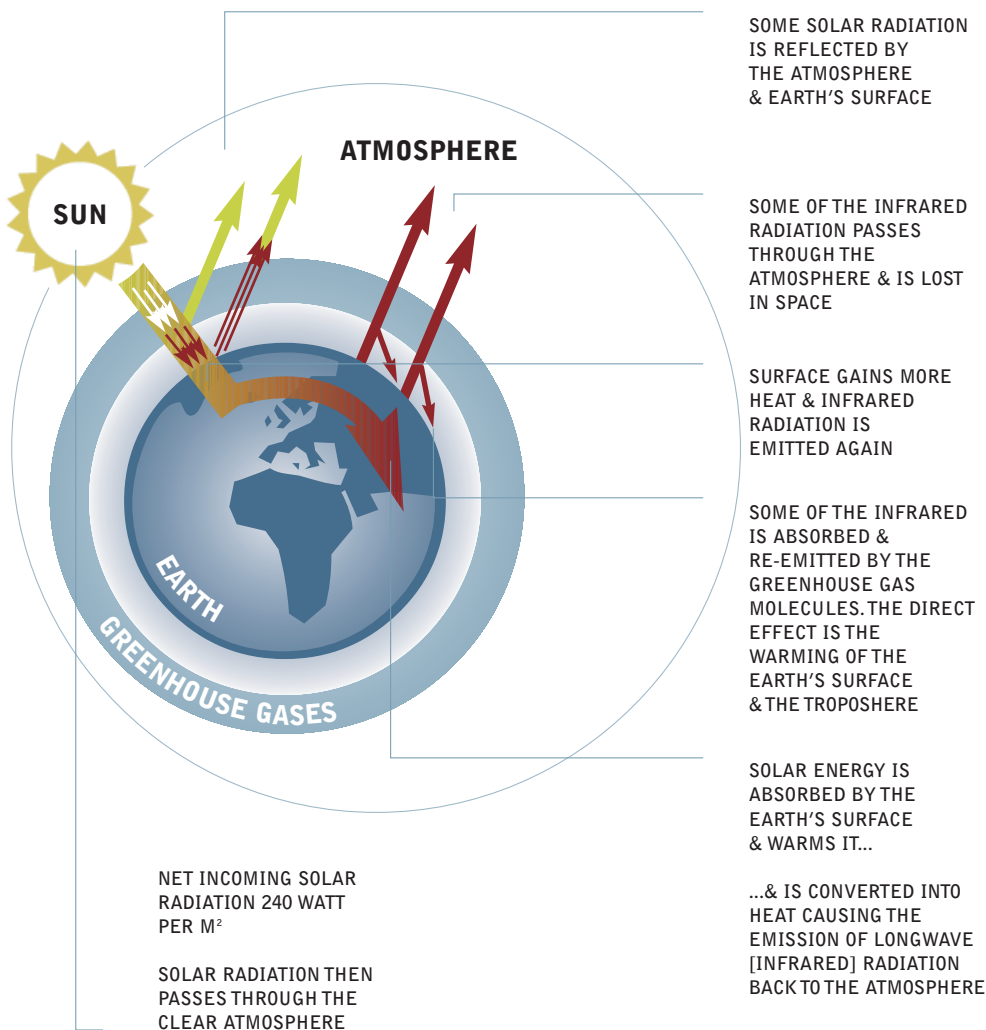 SOME SOLAR RADIATION
IS REFLECTED BY
THE ATMOSPHERE
& EARTH'S SURFACE
ATMOSPHERE
SUN
SOME OF THE INFRARED
RADIATION PASSES
THROUGH THE
ATMOSPHERE & IS LOST
IN SPACE
SURFACE GAINS MORE
HEAT & INFRARED
RADIATION IS
EMITTED AGAIN
SOME OF THE INFRARED
IS ABSORBED &
RE-EMITTED BY THE
GREENHOUSE GAS
MOLECULES. THE DIRECT
EFFECT IS THE
WARMING OF THE
EARTH'S SURFACE
& THE TROPOSHERE
EARTH
GREENHOUSE GASES
SOLAR ENERGY IS
ABSORBED BY THE
EARTH'S SURFACE
& WARMS IT...
...& IS CONVERTED INTO
HEAT CAUSING THE
EMISSION OF LONGWAVE
[INFRARED] RADIATION
BACK TO THE ATMOSPHERE
NET INCOMING SOLAR
RADIATION 240 WATT
PER M²
SOLAR RADIATION THEN
PASSES THROUGH THE
CLEAR ATMOSPHERE